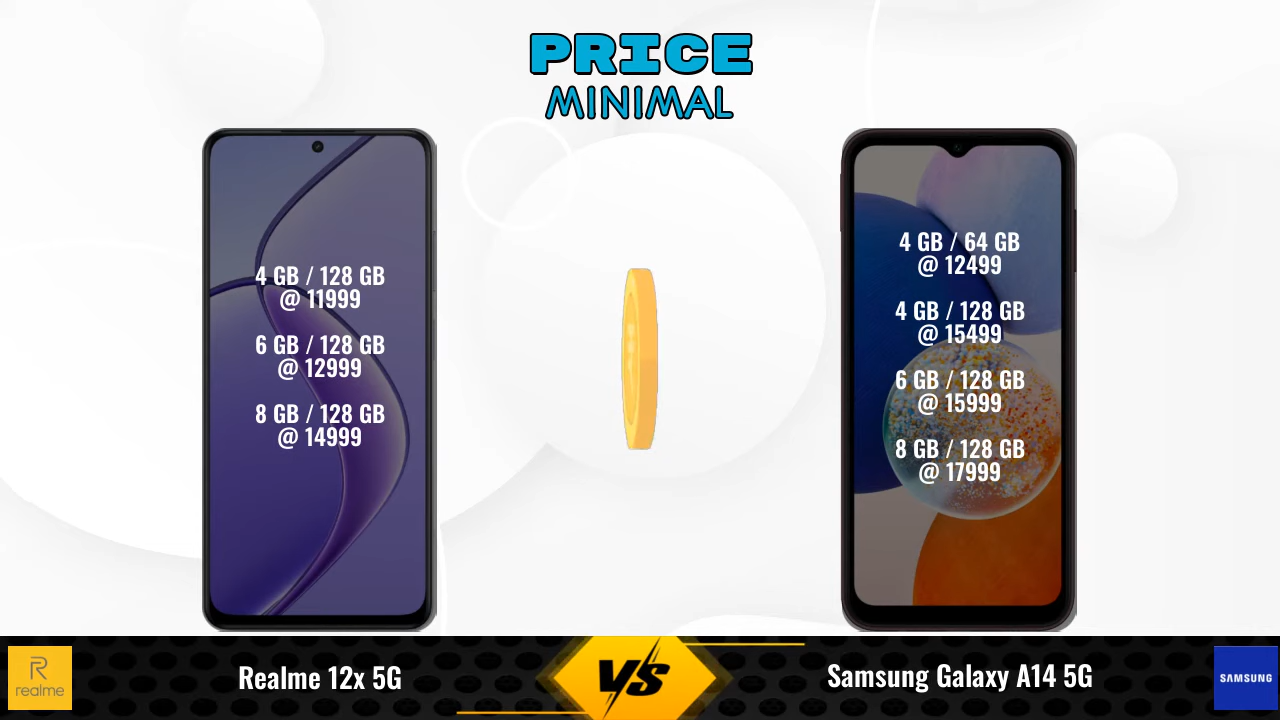 PRICE
MINIMAL
4 GB / 128 GB
@ 11999
6 GB / 128 GB
@ 12999
8 GB / 128 GB
@ 14999
4 GB / 64 GB
@ 12499
4 GB / 128 GB
@ 15499
6 GB / 128 GB
@ 15999
8 GB / 128 GB
@ 17999
R
realme
Realme 12x 5G
VS
Samsung Galaxy A14 5G
SAMSUNG